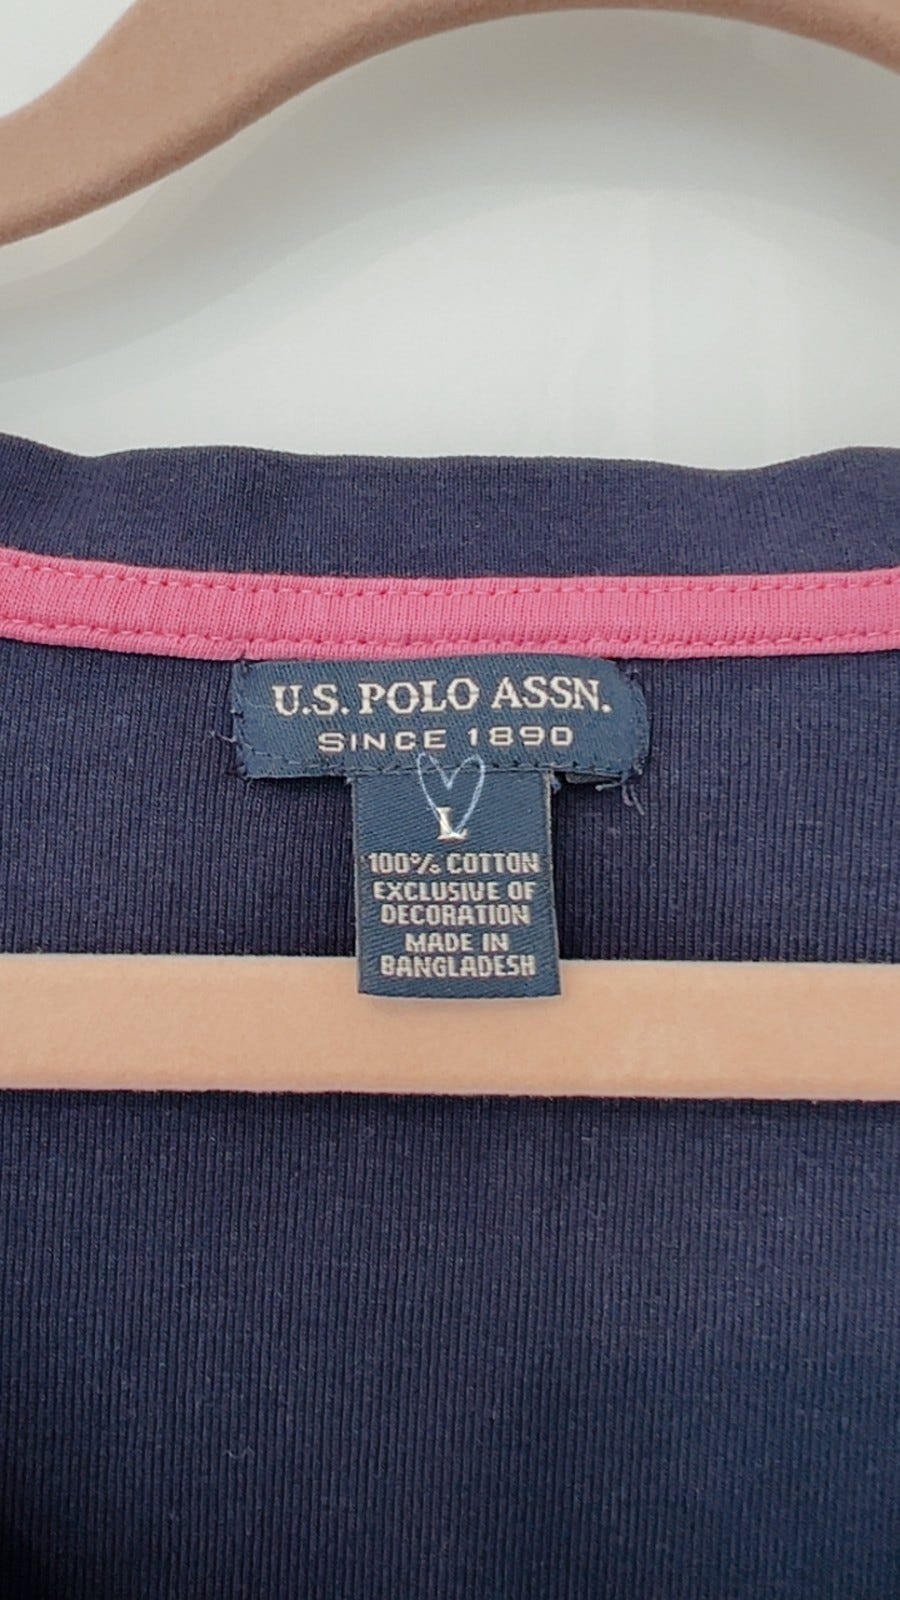 U.S. POLO ASSN.
SINCE 1890
L
100% COTTON
EXCLUSIVE OF
DECORATION
MADE IN
BANGLADESH